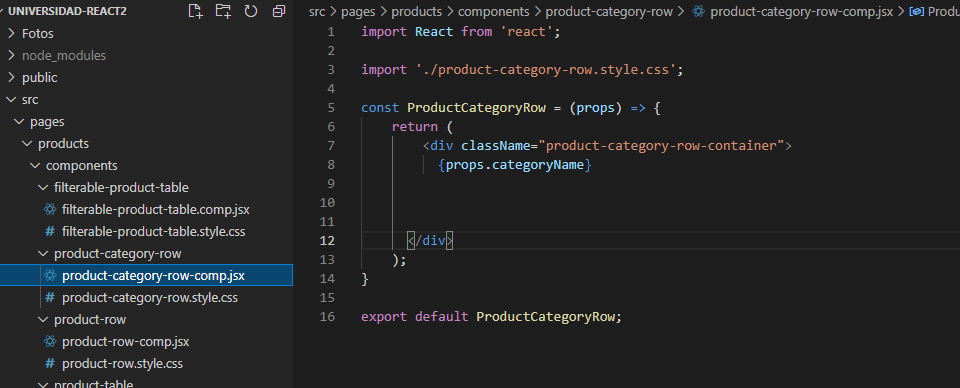 UNIVERSIDAD-REACT2
Fotos
node_modules
public
src
pages
products
components
filterable-product-table
filterable-product-table.comp.jsx
# filterable-product-table.style.css
product-category-row
product-category-row-comp.jsx
# product-category-row.style.css
product-row
product-row-comp.jsx
# product-row.style.css
product-table
src > pages > products > components > product-category-row > product-category-row-comp.jsx > Produ
1 import React from 'react';
2
3 import './product-category-row.style.css';
4
5 const ProductCategoryRow = (props) => {
6 return (
7 <div className="product-category-row-container">
8 {props.categoryName}
9
10
11
12 </div>
13 );
14 }
15
16 export default ProductCategoryRow;